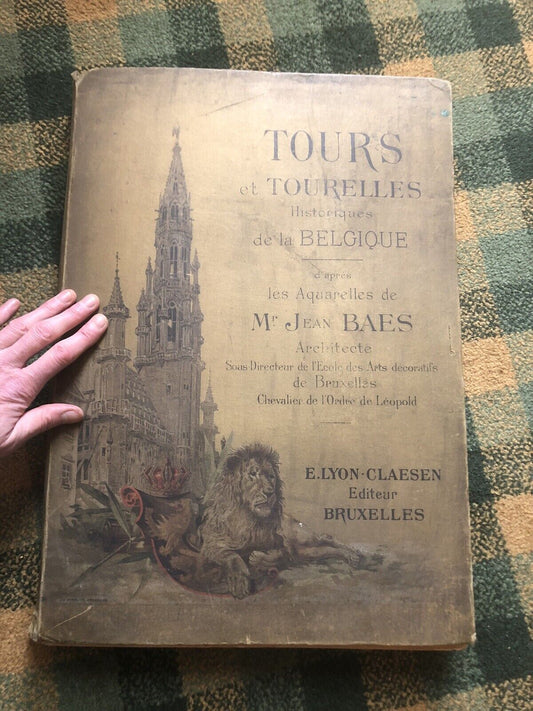 TOURS
et TOURELLES
Historiques
de la BELGIQUE
d'après
les Aquarelles de
Mr JEAN BAES
Architecte
Sous Directeur de l'Ecole des Arts décoratifs
de Bruxelles
Chevalier de l'Ordre de Léopold
E. LYON-CLAESEN
Editeur
BRUXELLES